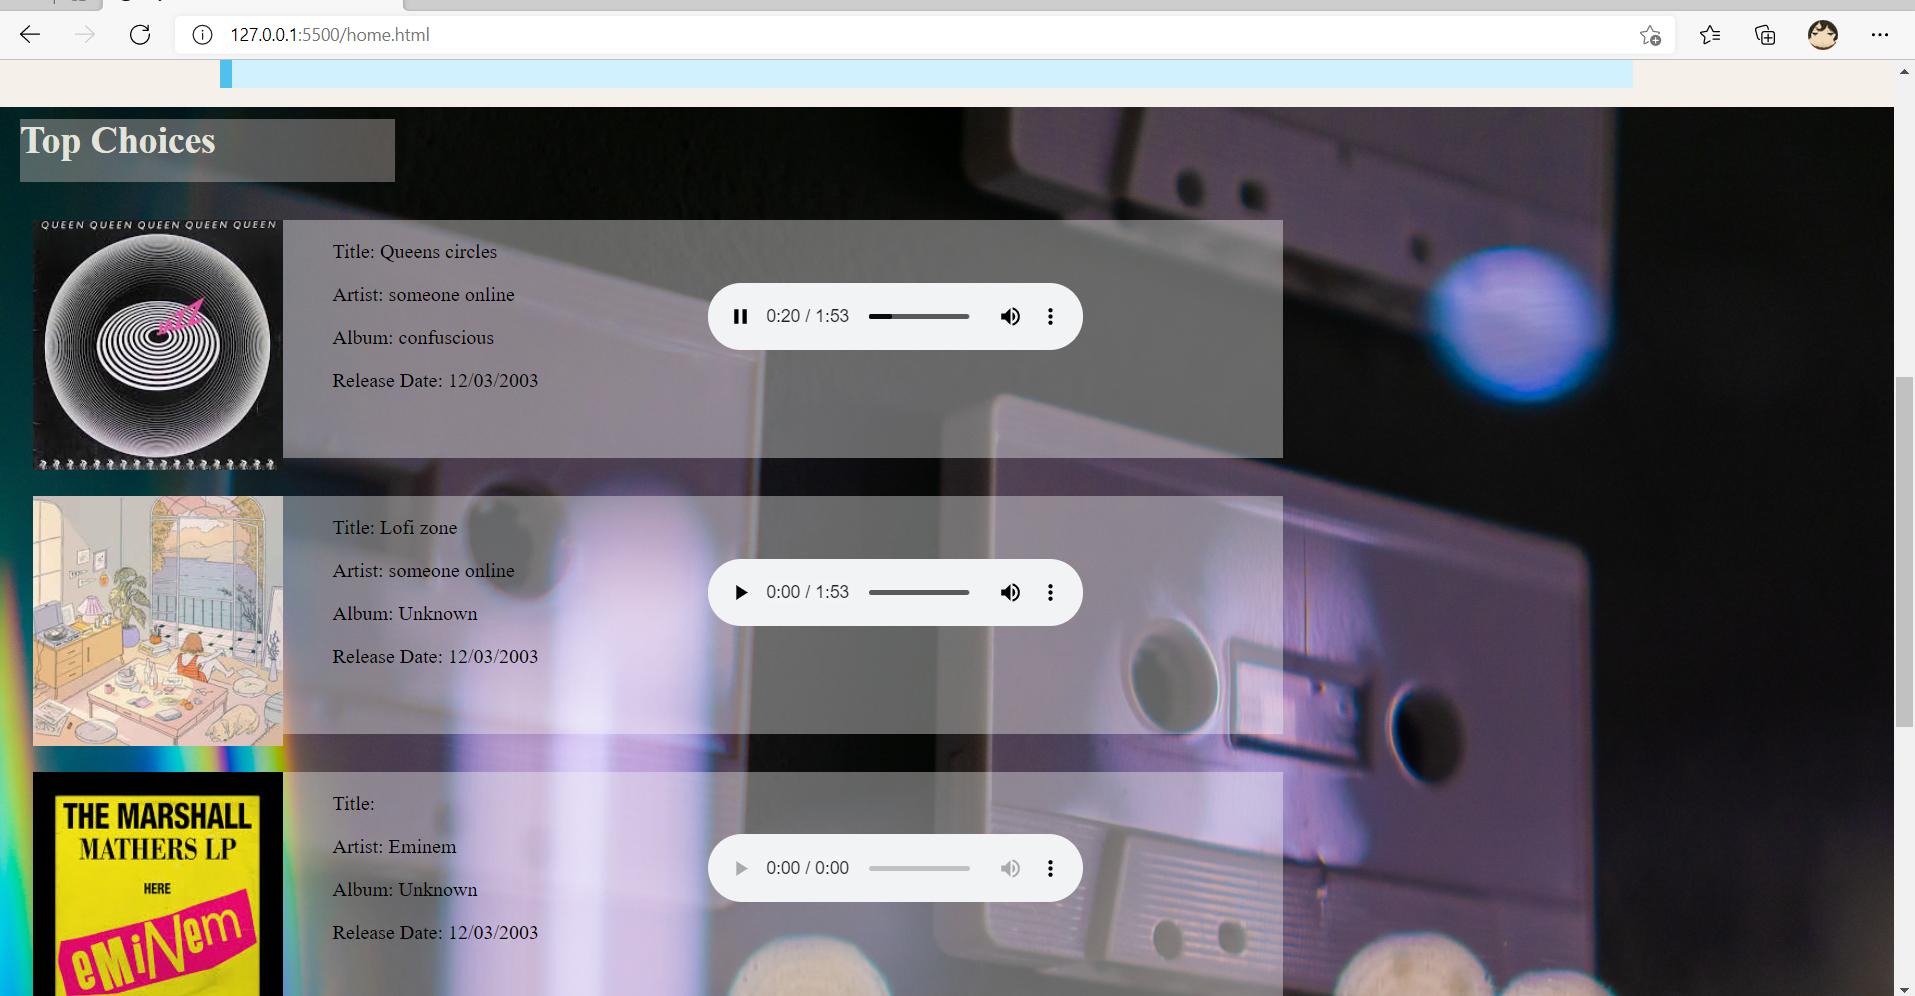 127.0.0.1:5500/home.html
Top Choices
QUEEN QUEEN QUEEN QUEEN QUEEN
JAZZ
Title: Queens circles
Artist: someone online
Album: confuscious
Release Date: 12/03/2003
0:20 / 1:53
Title: Lofi zone
Artist: someone online
Album: Unknown
Release Date: 12/03/2003
0:00 / 1:53
THE MARSHALL
MATHERS LP
HERE
eMiNem
Title:
Artist: Eminem
Album: Unknown
Release Date: 12/03/2003
0:00 / 0:00